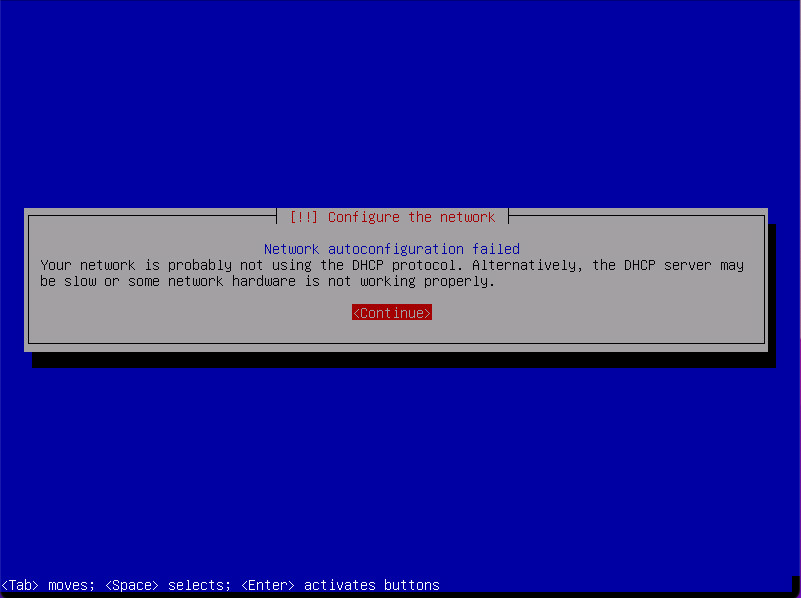 [!!] Configure the network
Network autoconfiguration failed
Your network is probably not using the DHCP protocol. Alternatively, the DHCP server may
be slow or some network hardware is not working properly.
<Continue>
<Tab> moves; <Space> selects; <Enter> activates buttons